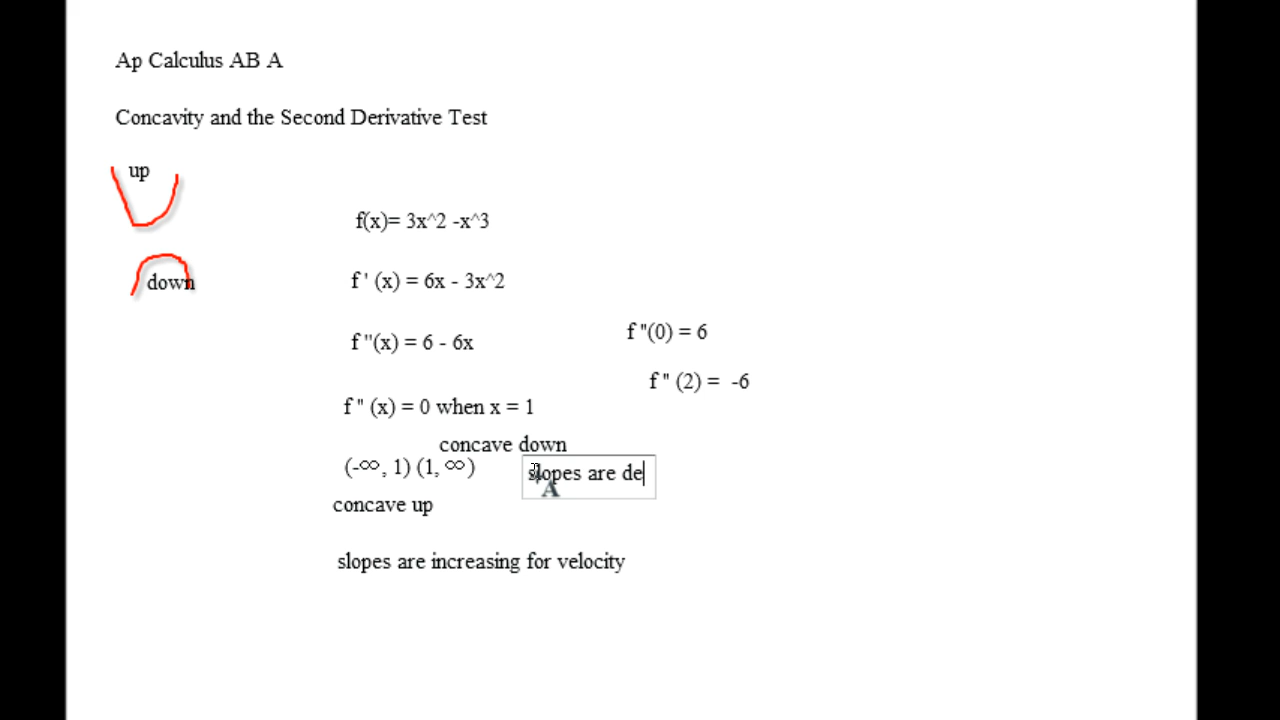 Ap Calculus AB A
Concavity and the Second Derivative Test
up
f(x)= 3x^2 -x^3
down
f ' (x) = 6x - 3x^2
f "(0) = 6
f "(x) = 6 - 6x
f " (2) = -6
f " (x) = 0 when x = 1
concave down
(-∞, 1) (1, ∞)
slopes are de
A
concave up
slopes are increasing for velocity